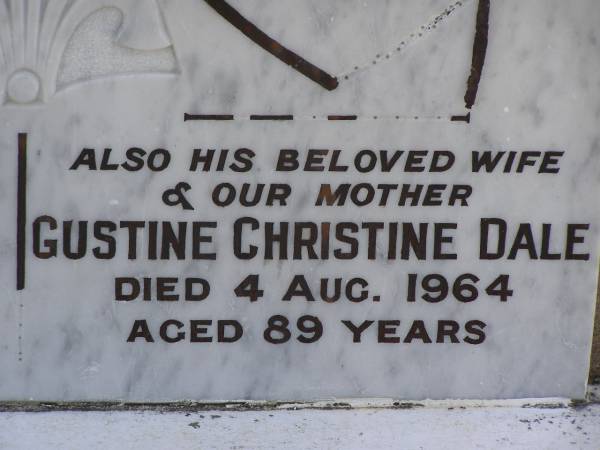 ALSO HIS BELOVED WIFE
& OUR MOTHER
GUSTINE CHRISTINE DALE
DIED 4 AUG. 1964
AGED 89 YEARS